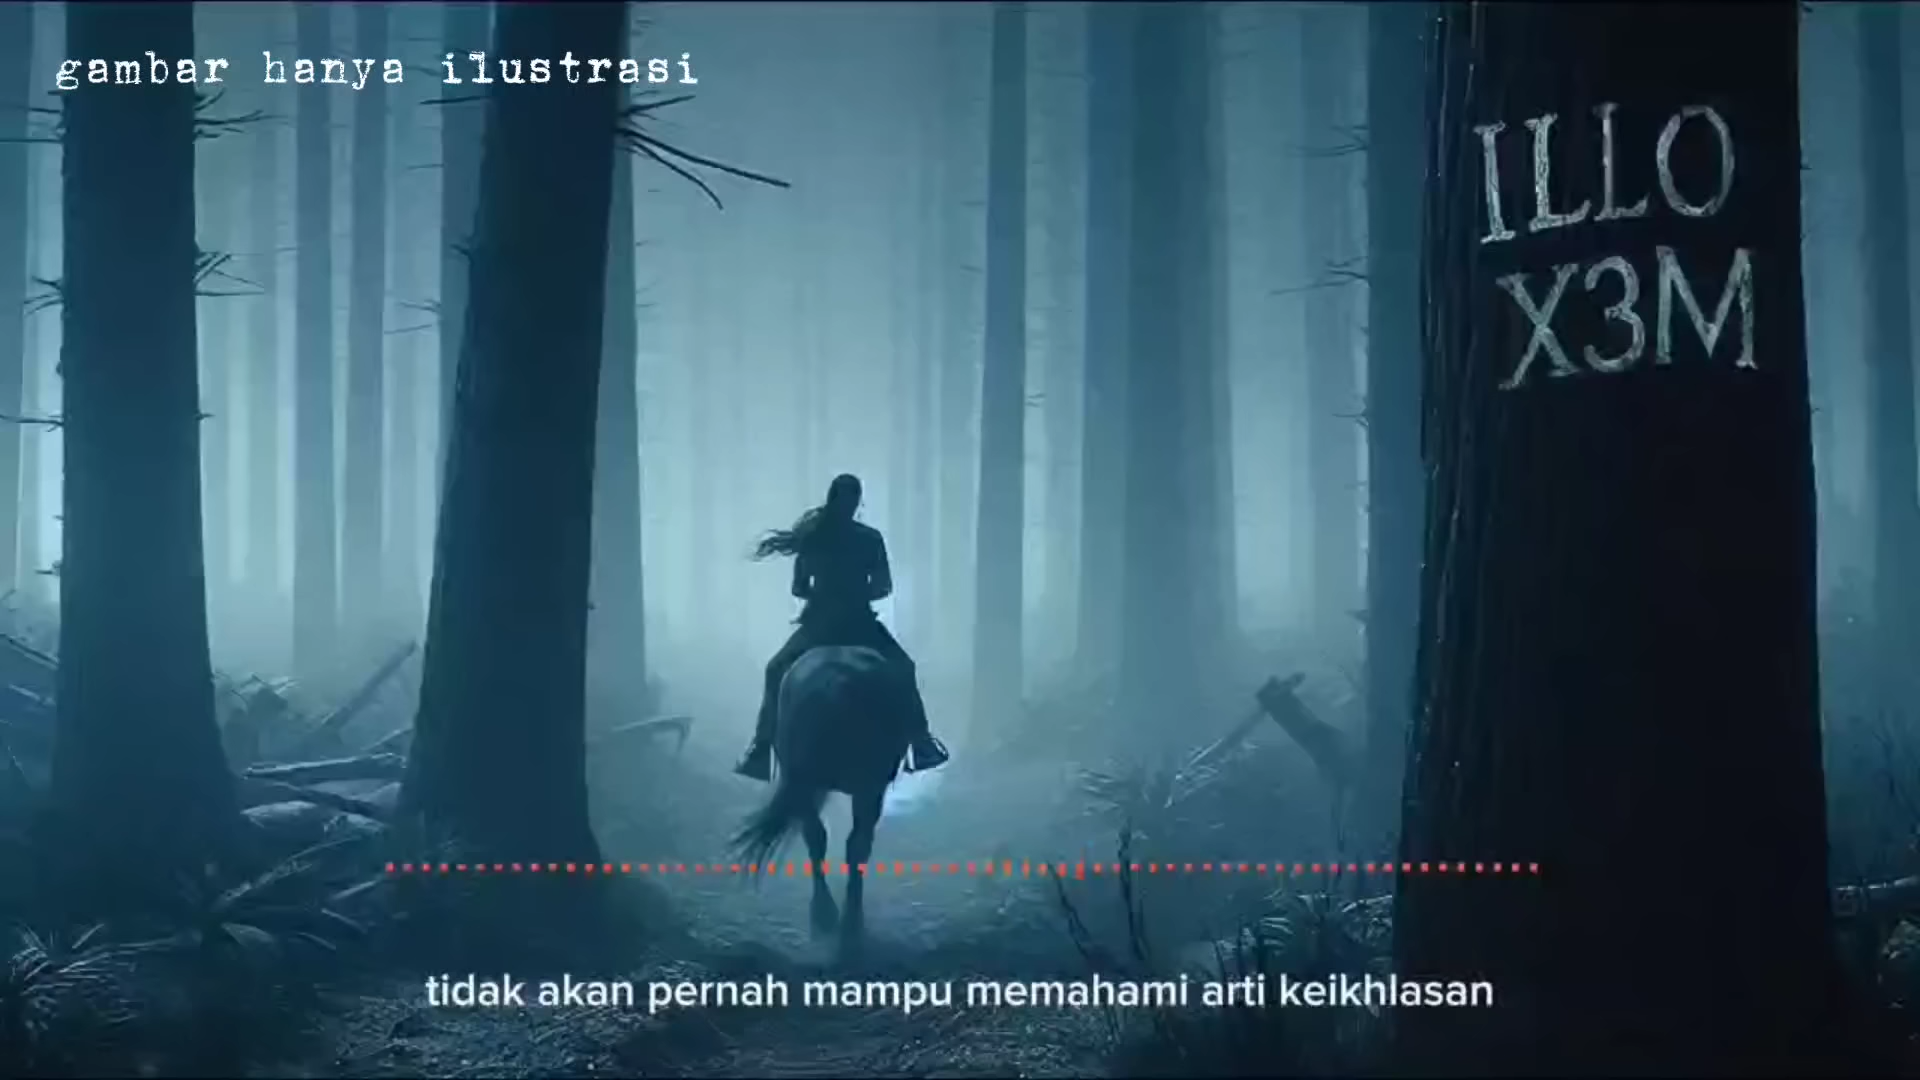 gambar hanya ilustrasi
ILLO
X3M
tidak akan pernah mampu memahami arti keikhlasan